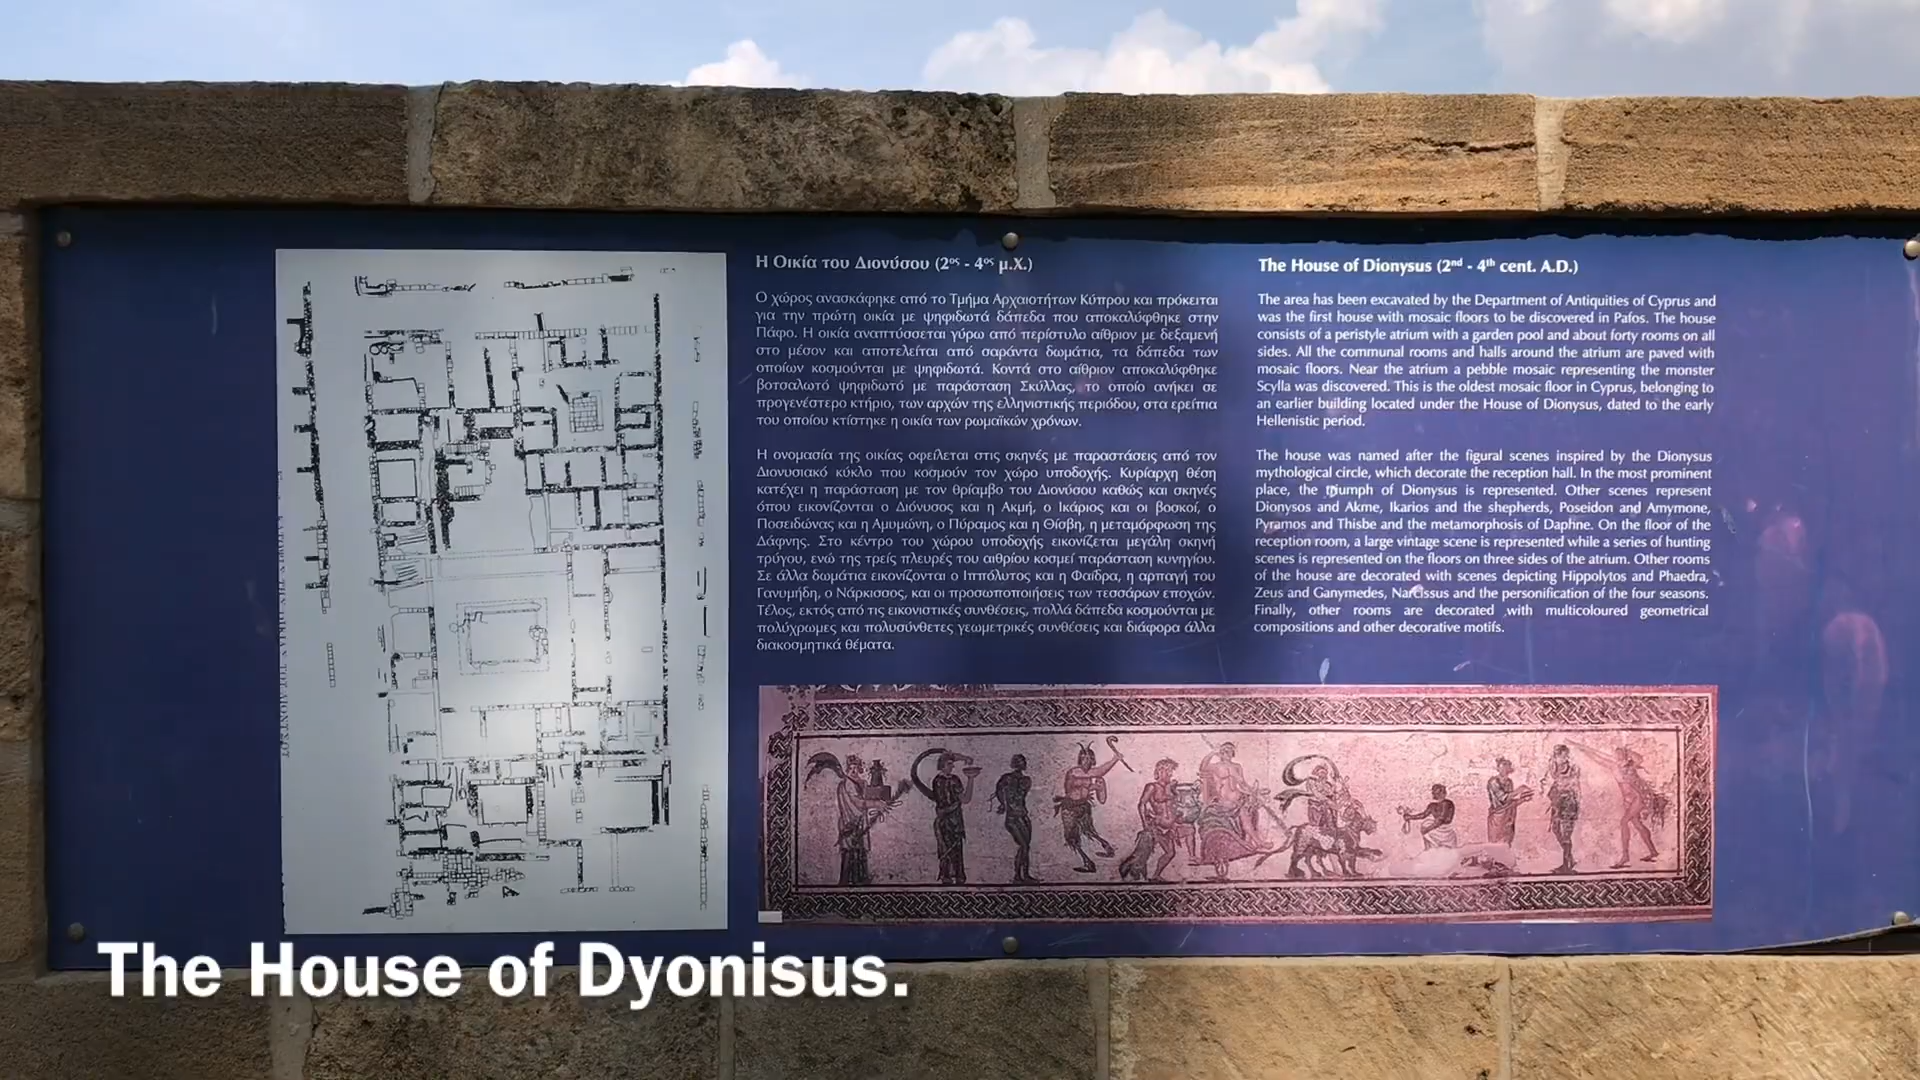 Η Οικία του Διονύσου (2ος - 4ος μ.Χ.)
Ο χώρος ανασκάφηκε από το Τμήμα Αρχαιοτήτων Κύπρου και πρόκειται
για την πρώτη οικία με ψηφιδωτά δάπεδα που αποκαλύφθηκε στην
Πάφο. Η οικία αναπτύσσεται γύρω από περίστυλο αίθριον με δεξαμενή
στο μέσον και αποτελείται από σαράντα δωμάτια, τα δάπεδα των
οποίων κοσμούνται με ψηφιδωτά. Κοντά στο αίθριον αποκαλύφθηκε
βοτσαλωτό ψηφιδωτό με παράσταση Σκύλλας, το οποίο ανήκει σε
προγενέστερο κτήριο, των αρχών της ελληνιστικής περιόδου, στα ερείπια
του οποίου κτίστηκε η οικία των ρωμαϊκών χρόνων.
Η ονομασία της οικίας οφείλεται στις σκηνές με παραστάσεις από τον
Διονυσιακό κύκλο που κοσμούν τον χώρο υποδοχής. Κυρίαρχη θέση
κατέχει η παράσταση με τον θρίαμβο του Διονύσου καθώς και σκηνές
όπου εικονίζονται ο Διόνυσος και η Ακμή, ο Ικάριος και οι βοσκοί, ο
Ποσειδώνας και η Αμυμώνη, ο Πύραμος και η Θίσβη, η μεταμόρφωση της
Δάφνης. Στο κέντρο του χώρου υποδοχής εικονίζεται μεγάλη σκηνή
τρύγου, ενώ της τρείς πλευρές του αιθρίου κοσμεί παράσταση κυνηγίου.
Σε άλλα δωμάτια εικονίζονται ο Ιππόλυτος και η Φαίδρα, η αρπαγή του
Γανυμήδη, ο Νάρκισσος, και οι προσωποποιήσεις των τεσσάρων εποχών.
Τέλος, εκτός από τις εικονιστικές συνθέσεις, πολλά δάπεδα κοσμούνται με
πολύχρωμες και πολυσύνθετες γεωμετρικές συνθέσεις και διάφορα άλλα
διακοσμητικά θέματα.
The House of Dionysus (2nd - 4th cent. A.D.)
The area has been excavated by the Department of Antiquities of Cyprus and
was the first house with mosaic floors to be discovered in Pafos. The house
consists of a peristyle atrium with a garden pool and about forty rooms on all
sides. All the communal rooms and halls around the atrium are paved with
mosaic floors. Near the atrium a pebble mosaic representing the monster
Scylla was discovered. This is the oldest mosaic floor in Cyprus, belonging to
an earlier building located under the House of Dionysus, dated to the early
Hellenistic period.
The house was named after the figural scenes inspired by the Dionysus
mythological circle, which decorate the reception hall. In the most prominent
place, the triumph of Dionysus is represented. Other scenes represent
Dionysos and Akme, Ikarios and the shepherds, Poseidon and Amymone,
Pyramos and Thisbe and the metamorphosis of Daphne. On the floor of the
reception room, a large vintage scene is represented while a series of hunting
scenes is represented on the floors on three sides of the atrium. Other rooms
of the house are decorated with scenes depicting Hippolytos and Phaedra,
Zeus and Ganymedes, Narcissus and the personification of the four seasons.
Finally, other rooms are decorated with multicoloured geometrical
compositions and other decorative motifs.
The House of Dyonisus.